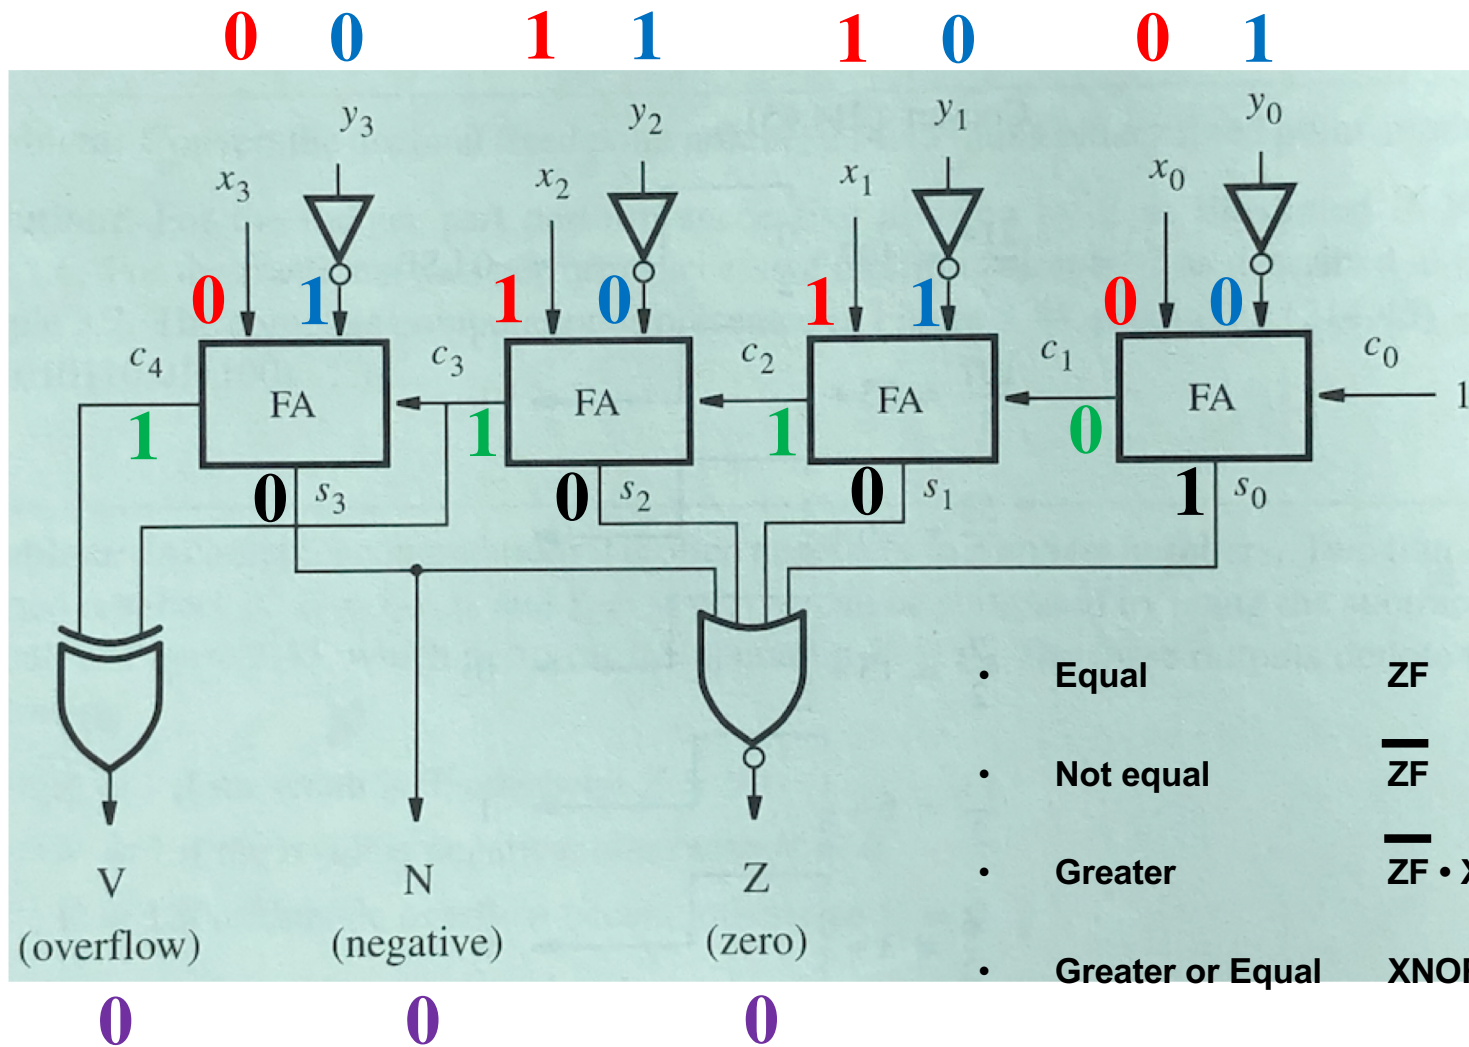 0 0 1 1 1 0 0 1
y3 y2 y1 y0
x3 x2 x1 x0
0 1 1 0 1 1 0 0
c4 c3 c2 c1 c0
FA FA FA FA 1
1 1 1 0
0 s3 0 s2 0 s1 1 s0
• Equal ZF
• Not equal Z̅F̅
V N Z • Greater Z̅F̅ • X
(overflow) (negative) (zero)
• Greater or Equal XNO
0 0 0